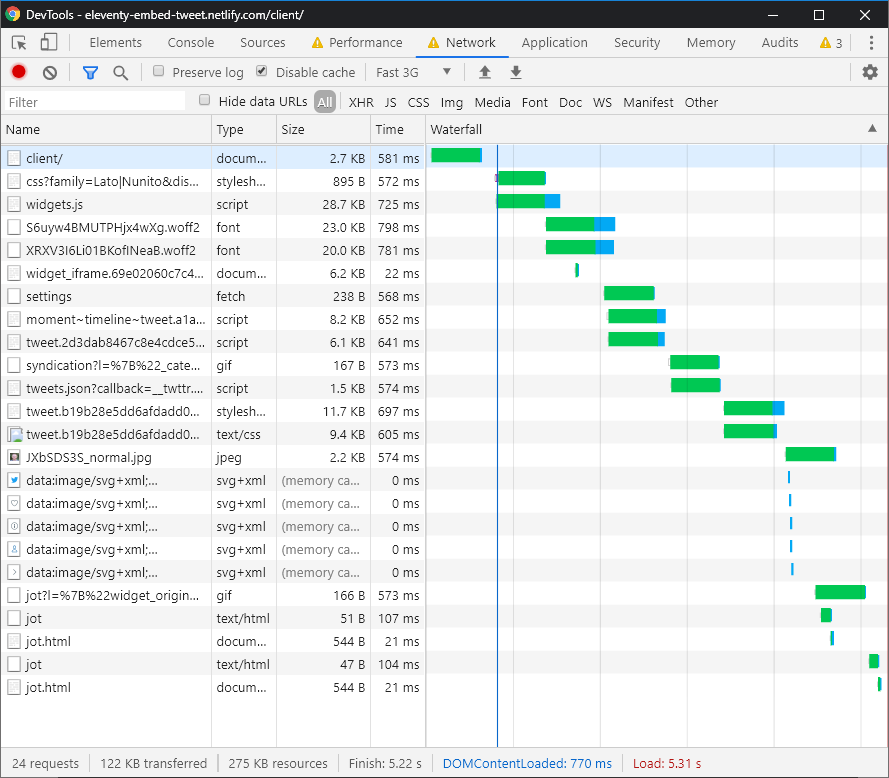 DevTools - eleventy-embed-tweet.netlify.com/client/
Elements Console Sources Performance Network Application Security Memory Audits 3
Preserve log Disable cache Fast 3G
Filter Hide data URLs All XHR JS CSS Img Media Font Doc WS Manifest Other
Name Type Size Time Waterfall
client/ docum... 2.7 KB 581 ms
css?family=Lato|Nunito&dis... stylesh... 895 B 572 ms
widgets.js script 28.7 KB 725 ms
S6uyw4BMUTPHjx4wXg.woff2 font 23.0 KB 798 ms
XRXV3I6Li01BKofINeaB.woff2 font 20.0 KB 781 ms
widget_iframe.69e02060c7c4... docum... 6.2 KB 22 ms
settings fetch 238 B 568 ms
moment~timeline~tweet.a1a... script 8.2 KB 652 ms
tweet.2d3dab8467c8e4cdce5... script 6.1 KB 641 ms
syndication?l=%7B%22_cate... gif 167 B 573 ms
tweets.json?callback=__twttr... script 1.5 KB 574 ms
tweet.b19b28e5dd6afdadd0... stylesh... 11.7 KB 697 ms
tweet.b19b28e5dd6afdadd0... text/css 9.4 KB 605 ms
JXbSDS3S_normal.jpg jpeg 2.2 KB 574 ms
data:image/svg+xml;... svg+xml (memory ca... 0 ms
data:image/svg+xml;... svg+xml (memory ca... 0 ms
data:image/svg+xml;... svg+xml (memory ca... 0 ms
data:image/svg+xml;... svg+xml (memory ca... 0 ms
data:image/svg+xml;... svg+xml (memory ca... 0 ms
jot?l=%7B%22widget_origin... gif 166 B 573 ms
jot text/html 51 B 107 ms
jot.html docum... 544 B 21 ms
jot text/html 47 B 104 ms
jot.html docum... 544 B 21 ms
24 requests 122 KB transferred 275 KB resources Finish: 5.22 s DOMContentLoaded: 770 ms Load: 5.31 s